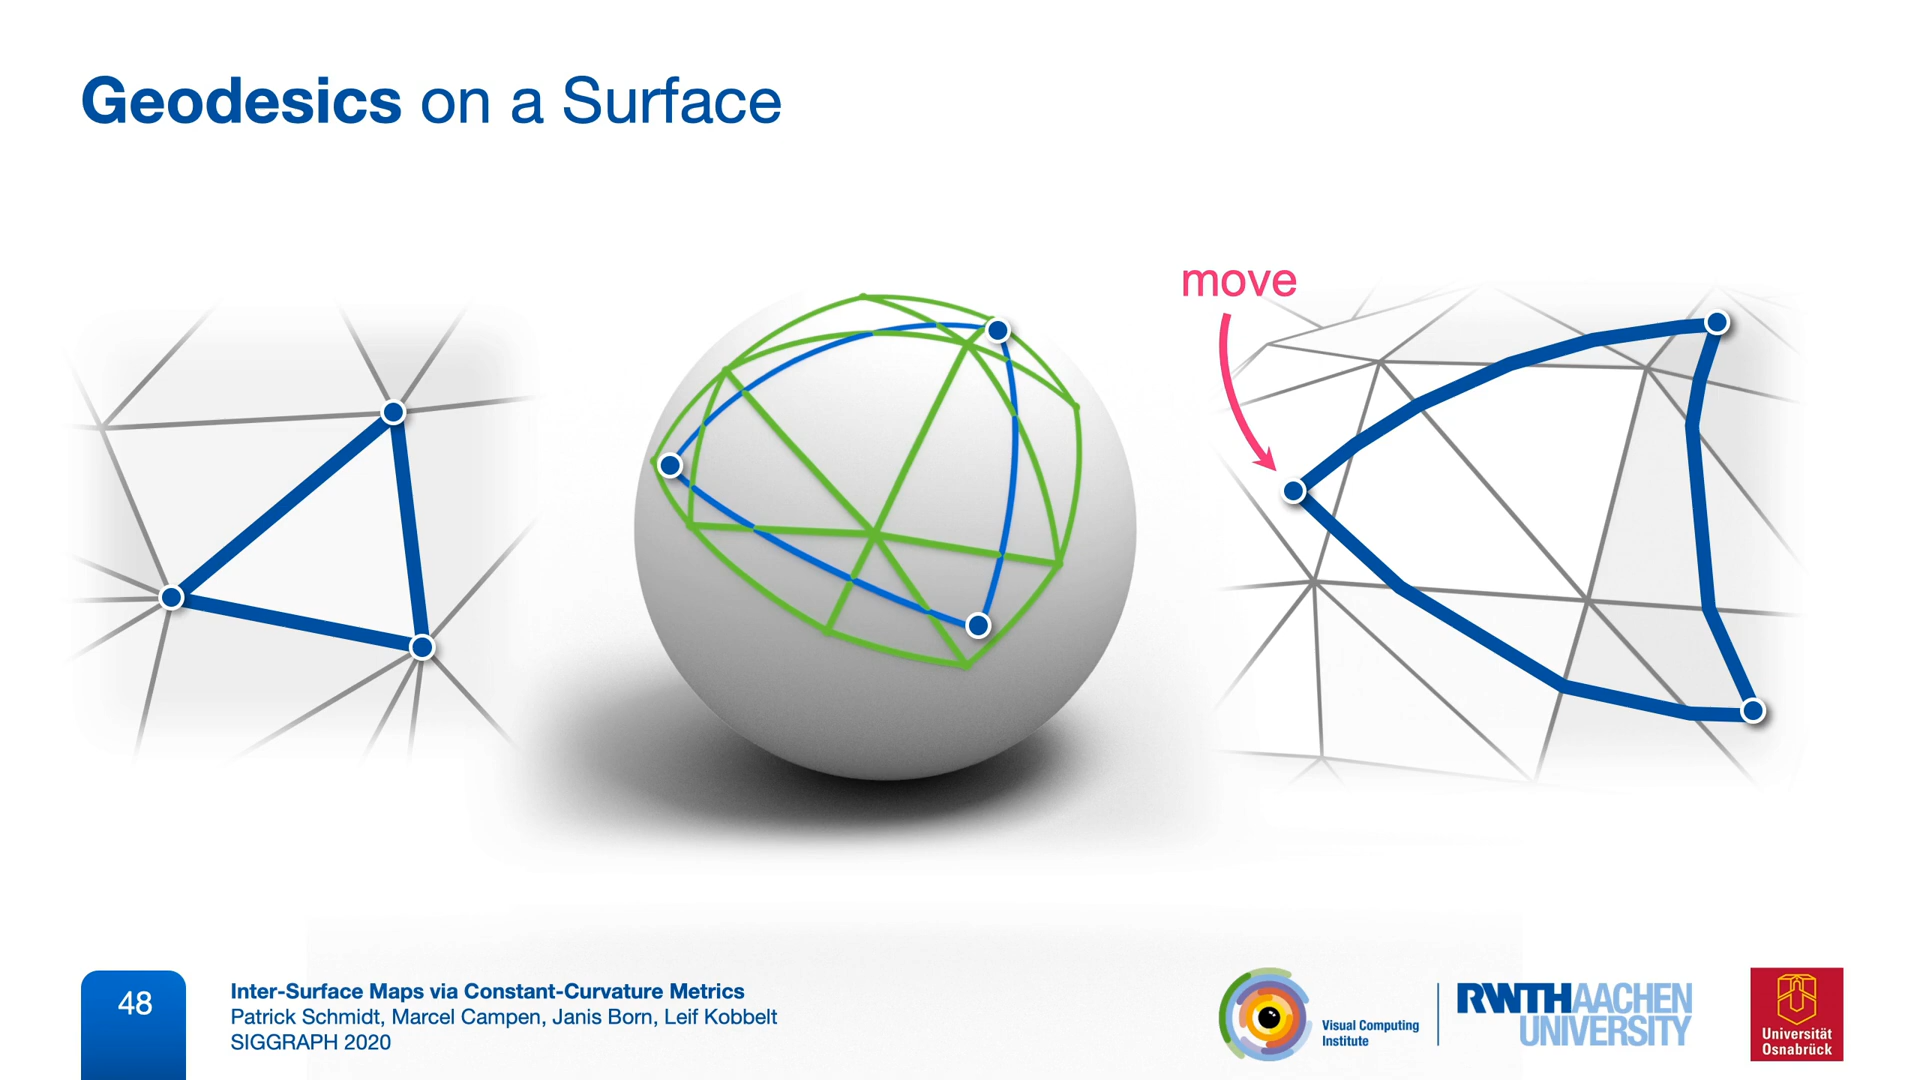 Geodesics on a Surface
move
48
Inter-Surface Maps via Constant-Curvature Metrics
Patrick Schmidt, Marcel Campen, Janis Born, Leif Kobbelt
SIGGRAPH 2020
Visual Computing
Institute
RWTHAACHEN
UNIVERSITY
Universität
Osnabrück